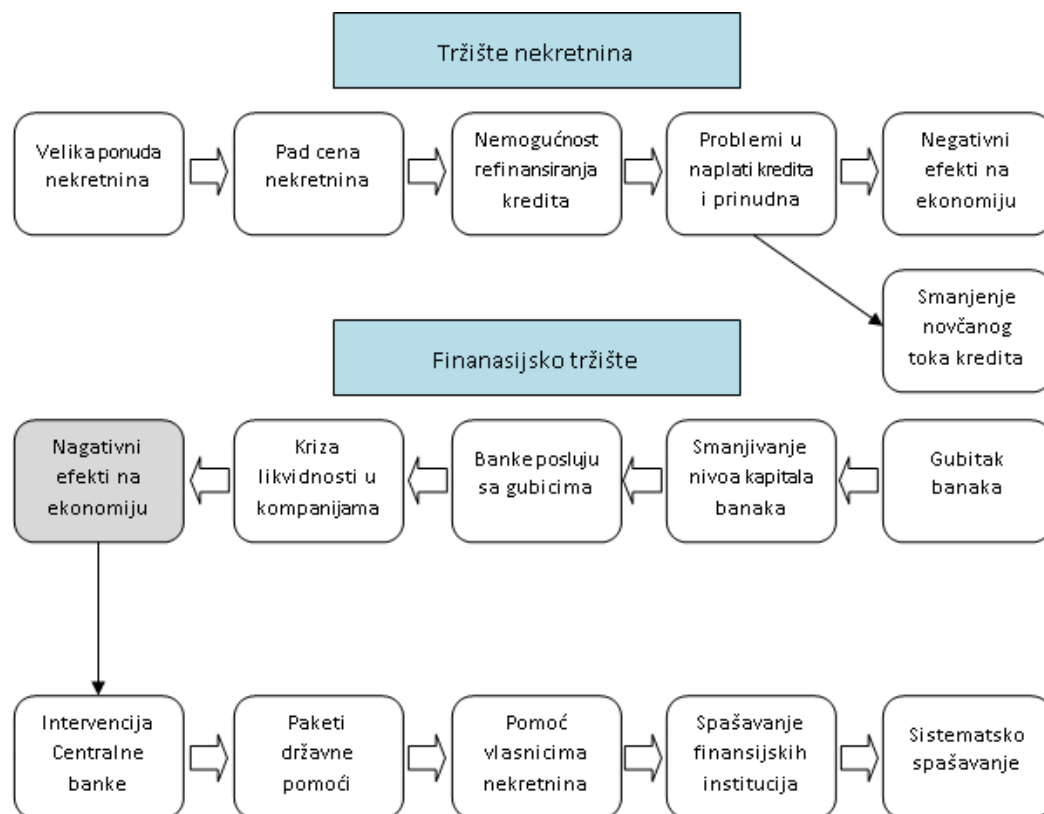 Tržište nekretnina
Velika ponuda
nekretnina
Pad cena
nekretnina
Nemogućnost
refinansiranja
kredita
Problemi u
naplati kredita
i prinudna
Negativni
efekti na
ekonomiju
Smanjenje
novčanog
toka kredita
Finanasijsko tržište
Nagativni
efekti na
ekonomiju
Kriza
likvidnosti u
kompanijama
Banke posluju
sa gubicima
Smanjivanje
nivoa kapitala
banaka
Gubitak
banaka
Intervencija
Centralne
banke
Paketi
državne
pomoći
Pomoć
vlasnicima
nekretnina
Spašavanje
finansijskih
institucija
Sistematsko
spašavanje